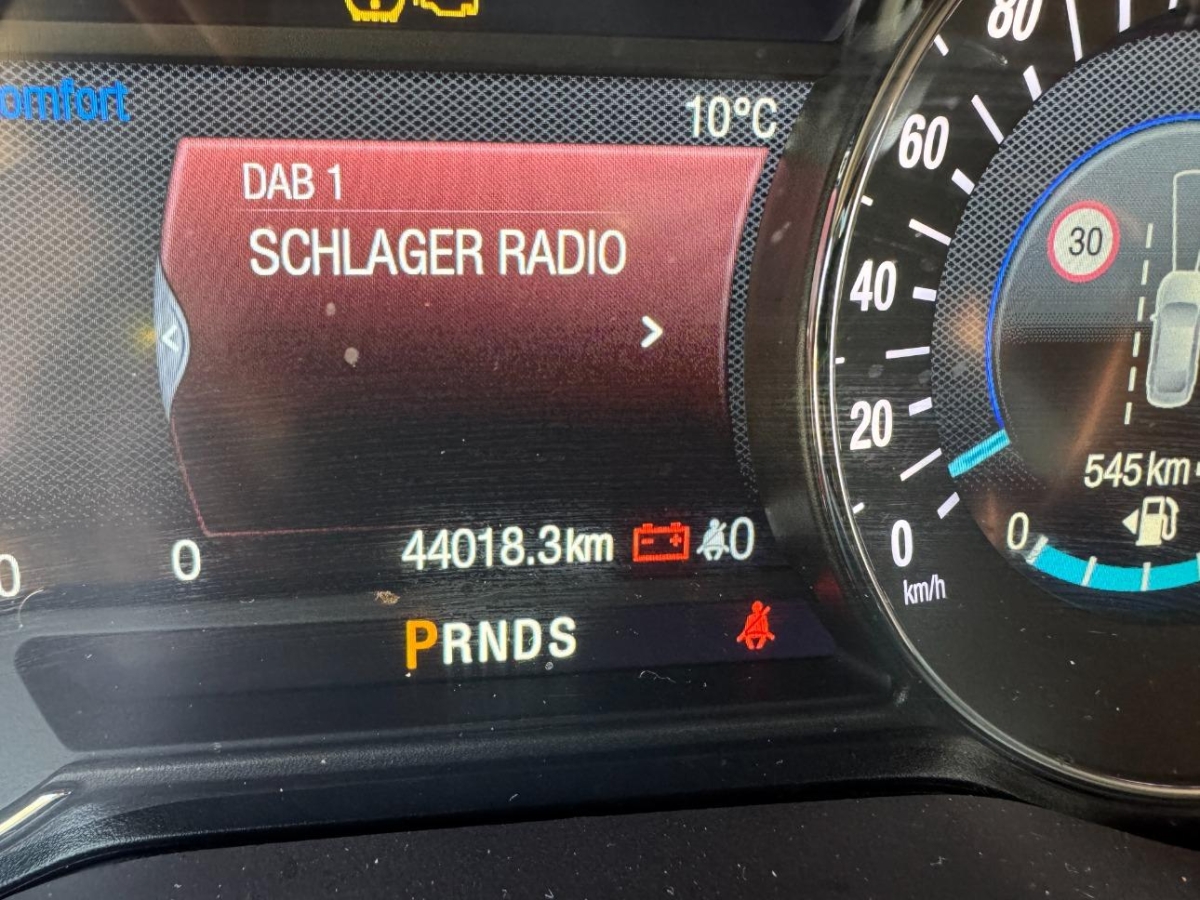 omfort
10°C
DAB 1
SCHLAGER RADIO
<
>
80
60
40
20
0
km/h
30
545 km
0
0
0
44018.3km
0
PRNDS